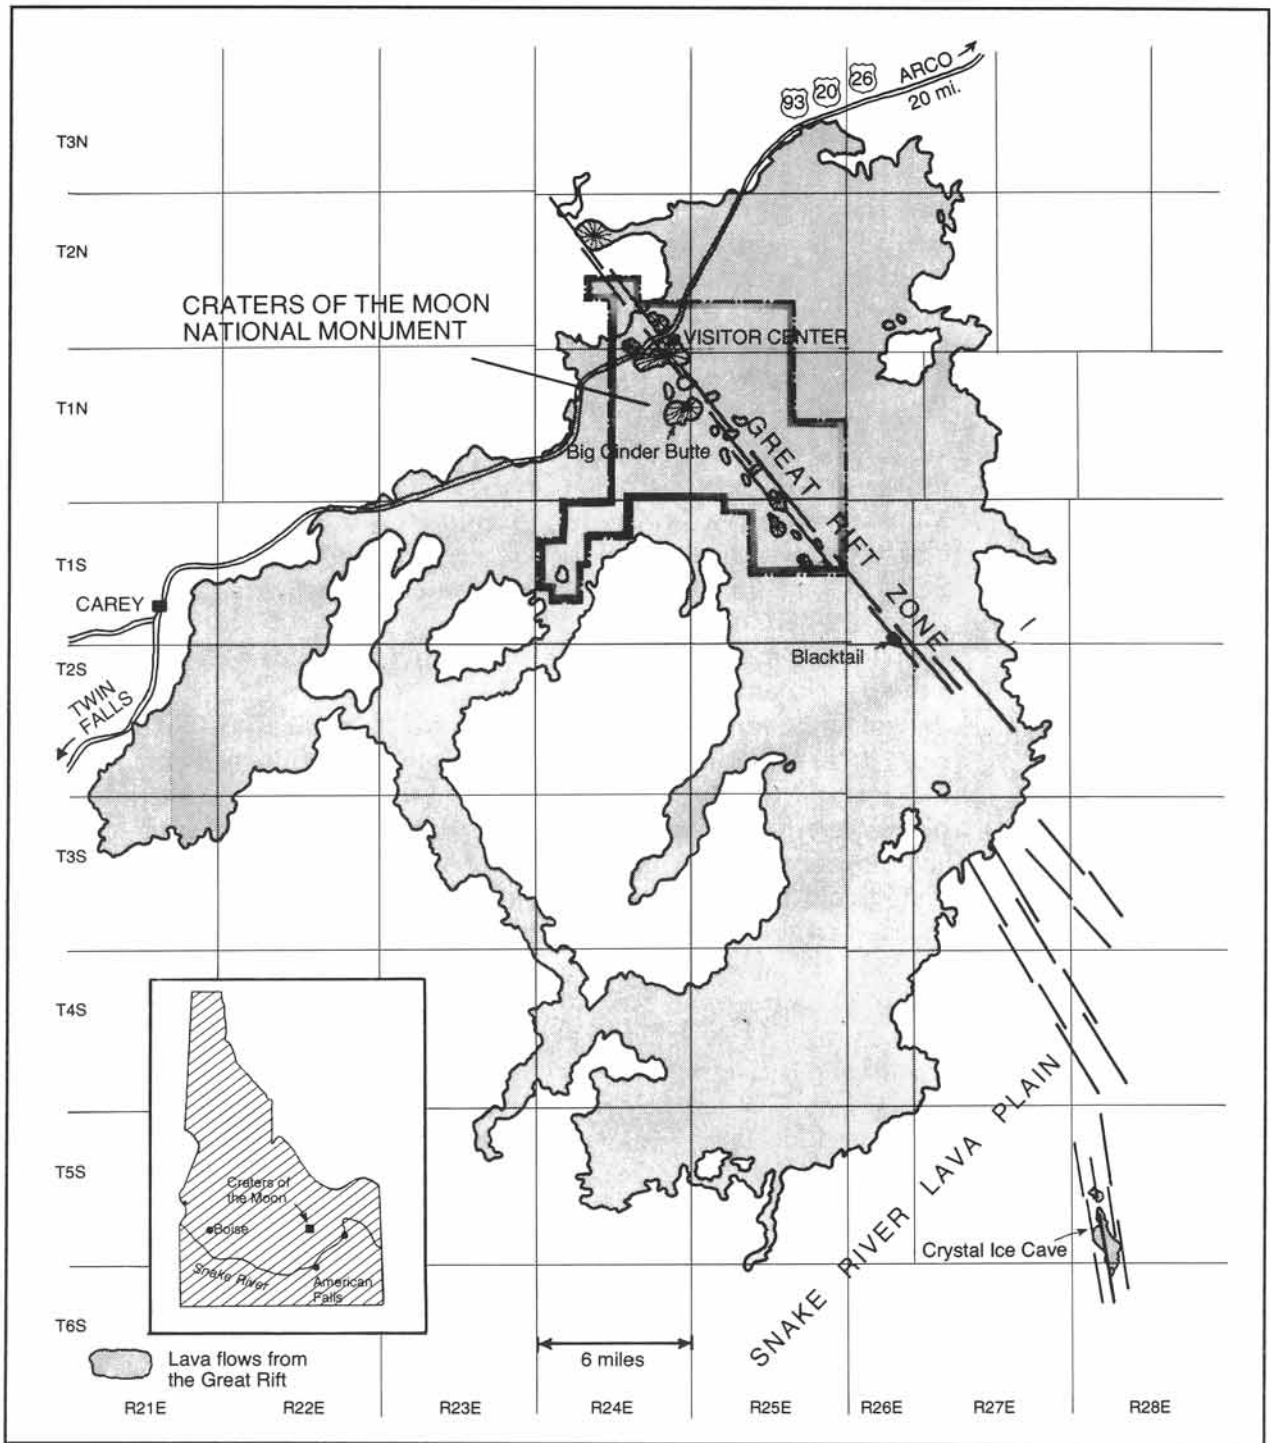 ARCO
20 mi.
93
20
26
T3N
T2N
CRATERS OF THE MOON
NATIONAL MONUMENT
VISITOR CENTER
T1N
Big Cinder Butte
GREAT RIFT ZONE
T1S
CAREY
Blacktail
T2S
TWIN
FALLS
T3S
T4S
T5S
Craters of
the Moon
Boise
Snake River
American
Falls
SNAKE RIVER LAVA PLAIN
Crystal Ice Cave
T6S
6 miles
Lava flows from
the Great Rift
R21E
R22E
R23E
R24E
R25E
R26E
R27E
R28E